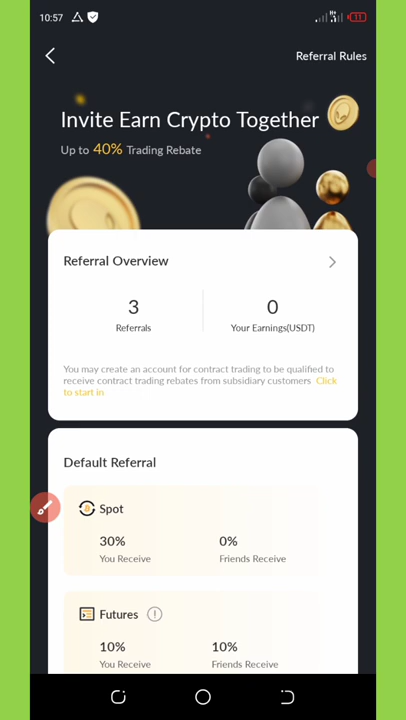 10:57
11
Referral Rules
Invite Earn Crypto Together
Up to 40% Trading Rebate
Referral Overview
3
0
Referrals
Your Earnings(USDT)
You may create an account for contract trading to be qualified to
receive contract trading rebates from subsidiary customers Click
to start in
Default Referral
Spot
30%
0%
You Receive
Friends Receive
Futures
10%
10%
You Receive
Friends Receive